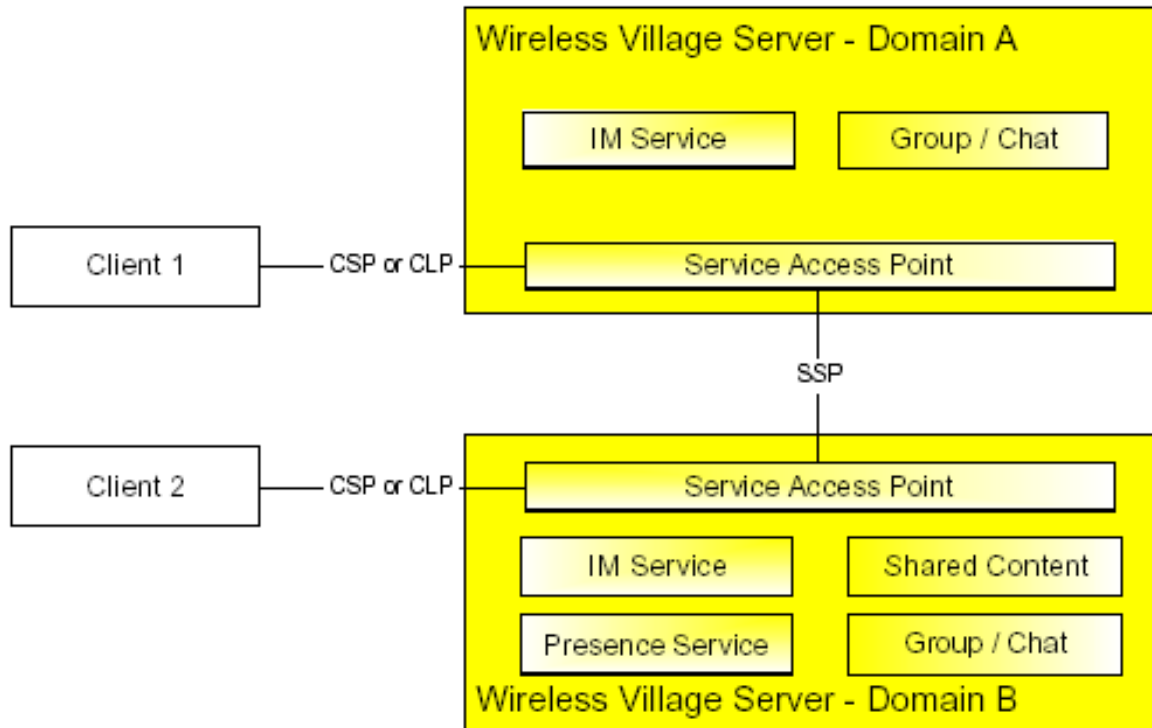 Wireless Village Server - Domain A
IM Service
Group / Chat
Client 1
CSP or CLP
Service Access Point
SSP
Client 2
CSP or CLP
Service Access Point
IM Service
Shared Content
Presence Service
Group / Chat
Wireless Village Server - Domain B